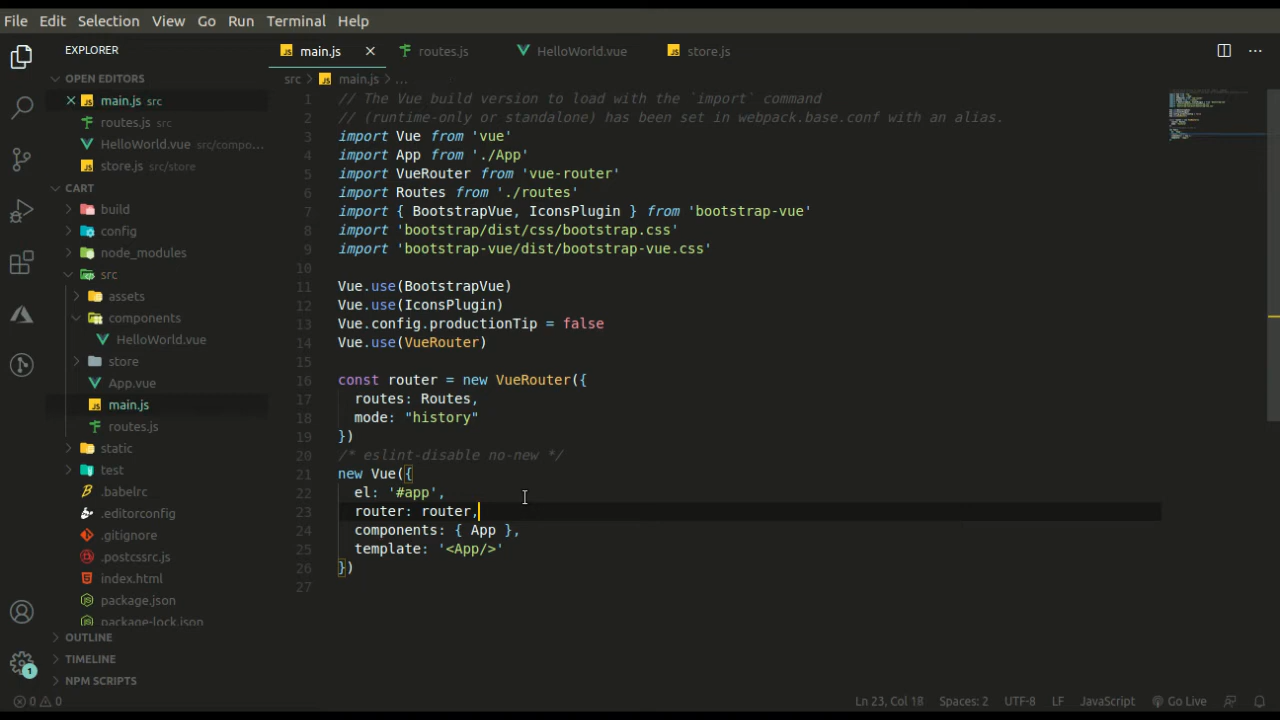 File Edit Selection View Go Run Terminal Help
EXPLORER
OPEN EDITORS
main.js src
routes.js src
HelloWorld.vue src/compo...
store.js src/store
CART
build
config
node_modules
src
assets
components
HelloWorld.vue
store
App.vue
main.js
routes.js
static
test
.babelrc
.editorconfig
.gitignore
.postcssrc.js
index.html
package.json
package-lock.json
OUTLINE
TIMELINE
NPM SCRIPTS
main.js routes.js HelloWorld.vue store.js
src > main.js > ...
1 // The Vue build version to load with the `import` command
2 // (runtime-only or standalone) has been set in webpack.base.conf with an alias.
3 import Vue from 'vue'
4 import App from './App'
5 import VueRouter from 'vue-router'
6 import Routes from './routes'
7 import { BootstrapVue, IconsPlugin } from 'bootstrap-vue'
8 import 'bootstrap/dist/css/bootstrap.css'
9 import 'bootstrap-vue/dist/bootstrap-vue.css'
10
11 Vue.use(BootstrapVue)
12 Vue.use(IconsPlugin)
13 Vue.config.productionTip = false
14 Vue.use(VueRouter)
15
16 const router = new VueRouter({
17 routes: Routes,
18 mode: "history"
19 })
20 /* eslint-disable no-new */
21 new Vue({
22 el: '#app',
23 router: router,
24 components: { App },
25 template: '<App/>'
26 })
27
1
0 0 Ln 23, Col 18 Spaces: 2 UTF-8 LF JavaScript Go Live